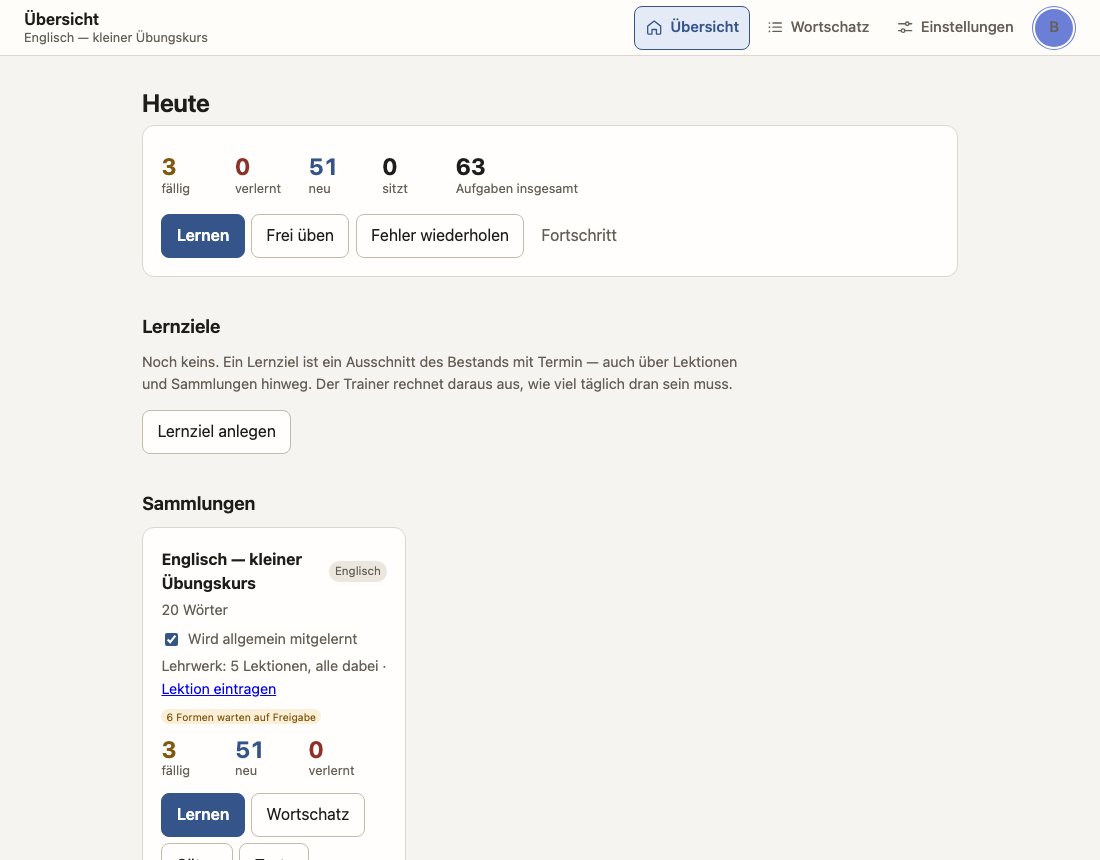 Übersicht
Englisch — kleiner Übungskurs
Übersicht
Wortschatz
Einstellungen
B
Heute
3
0
51
0
63
fällig
verlernt
neu
sitzt
Aufgaben insgesamt
Lernen
Frei üben
Fehler wiederholen
Fortschritt
Lernziele
Noch keins. Ein Lernziel ist ein Ausschnitt des Bestands mit Termin — auch über Lektionen
und Sammlungen hinweg. Der Trainer rechnet daraus aus, wie viel täglich dran sein muss.
Lernziel anlegen
Sammlungen
Englisch — kleiner
Übungskurs
Englisch
20 Wörter
Wird allgemein mitgelernt
Lehrwerk: 5 Lektionen, alle dabei ·
Lektion eintragen
6 Formen warten auf Freigabe
3
51
0
fällig
neu
verlernt
Lernen
Wortschatz